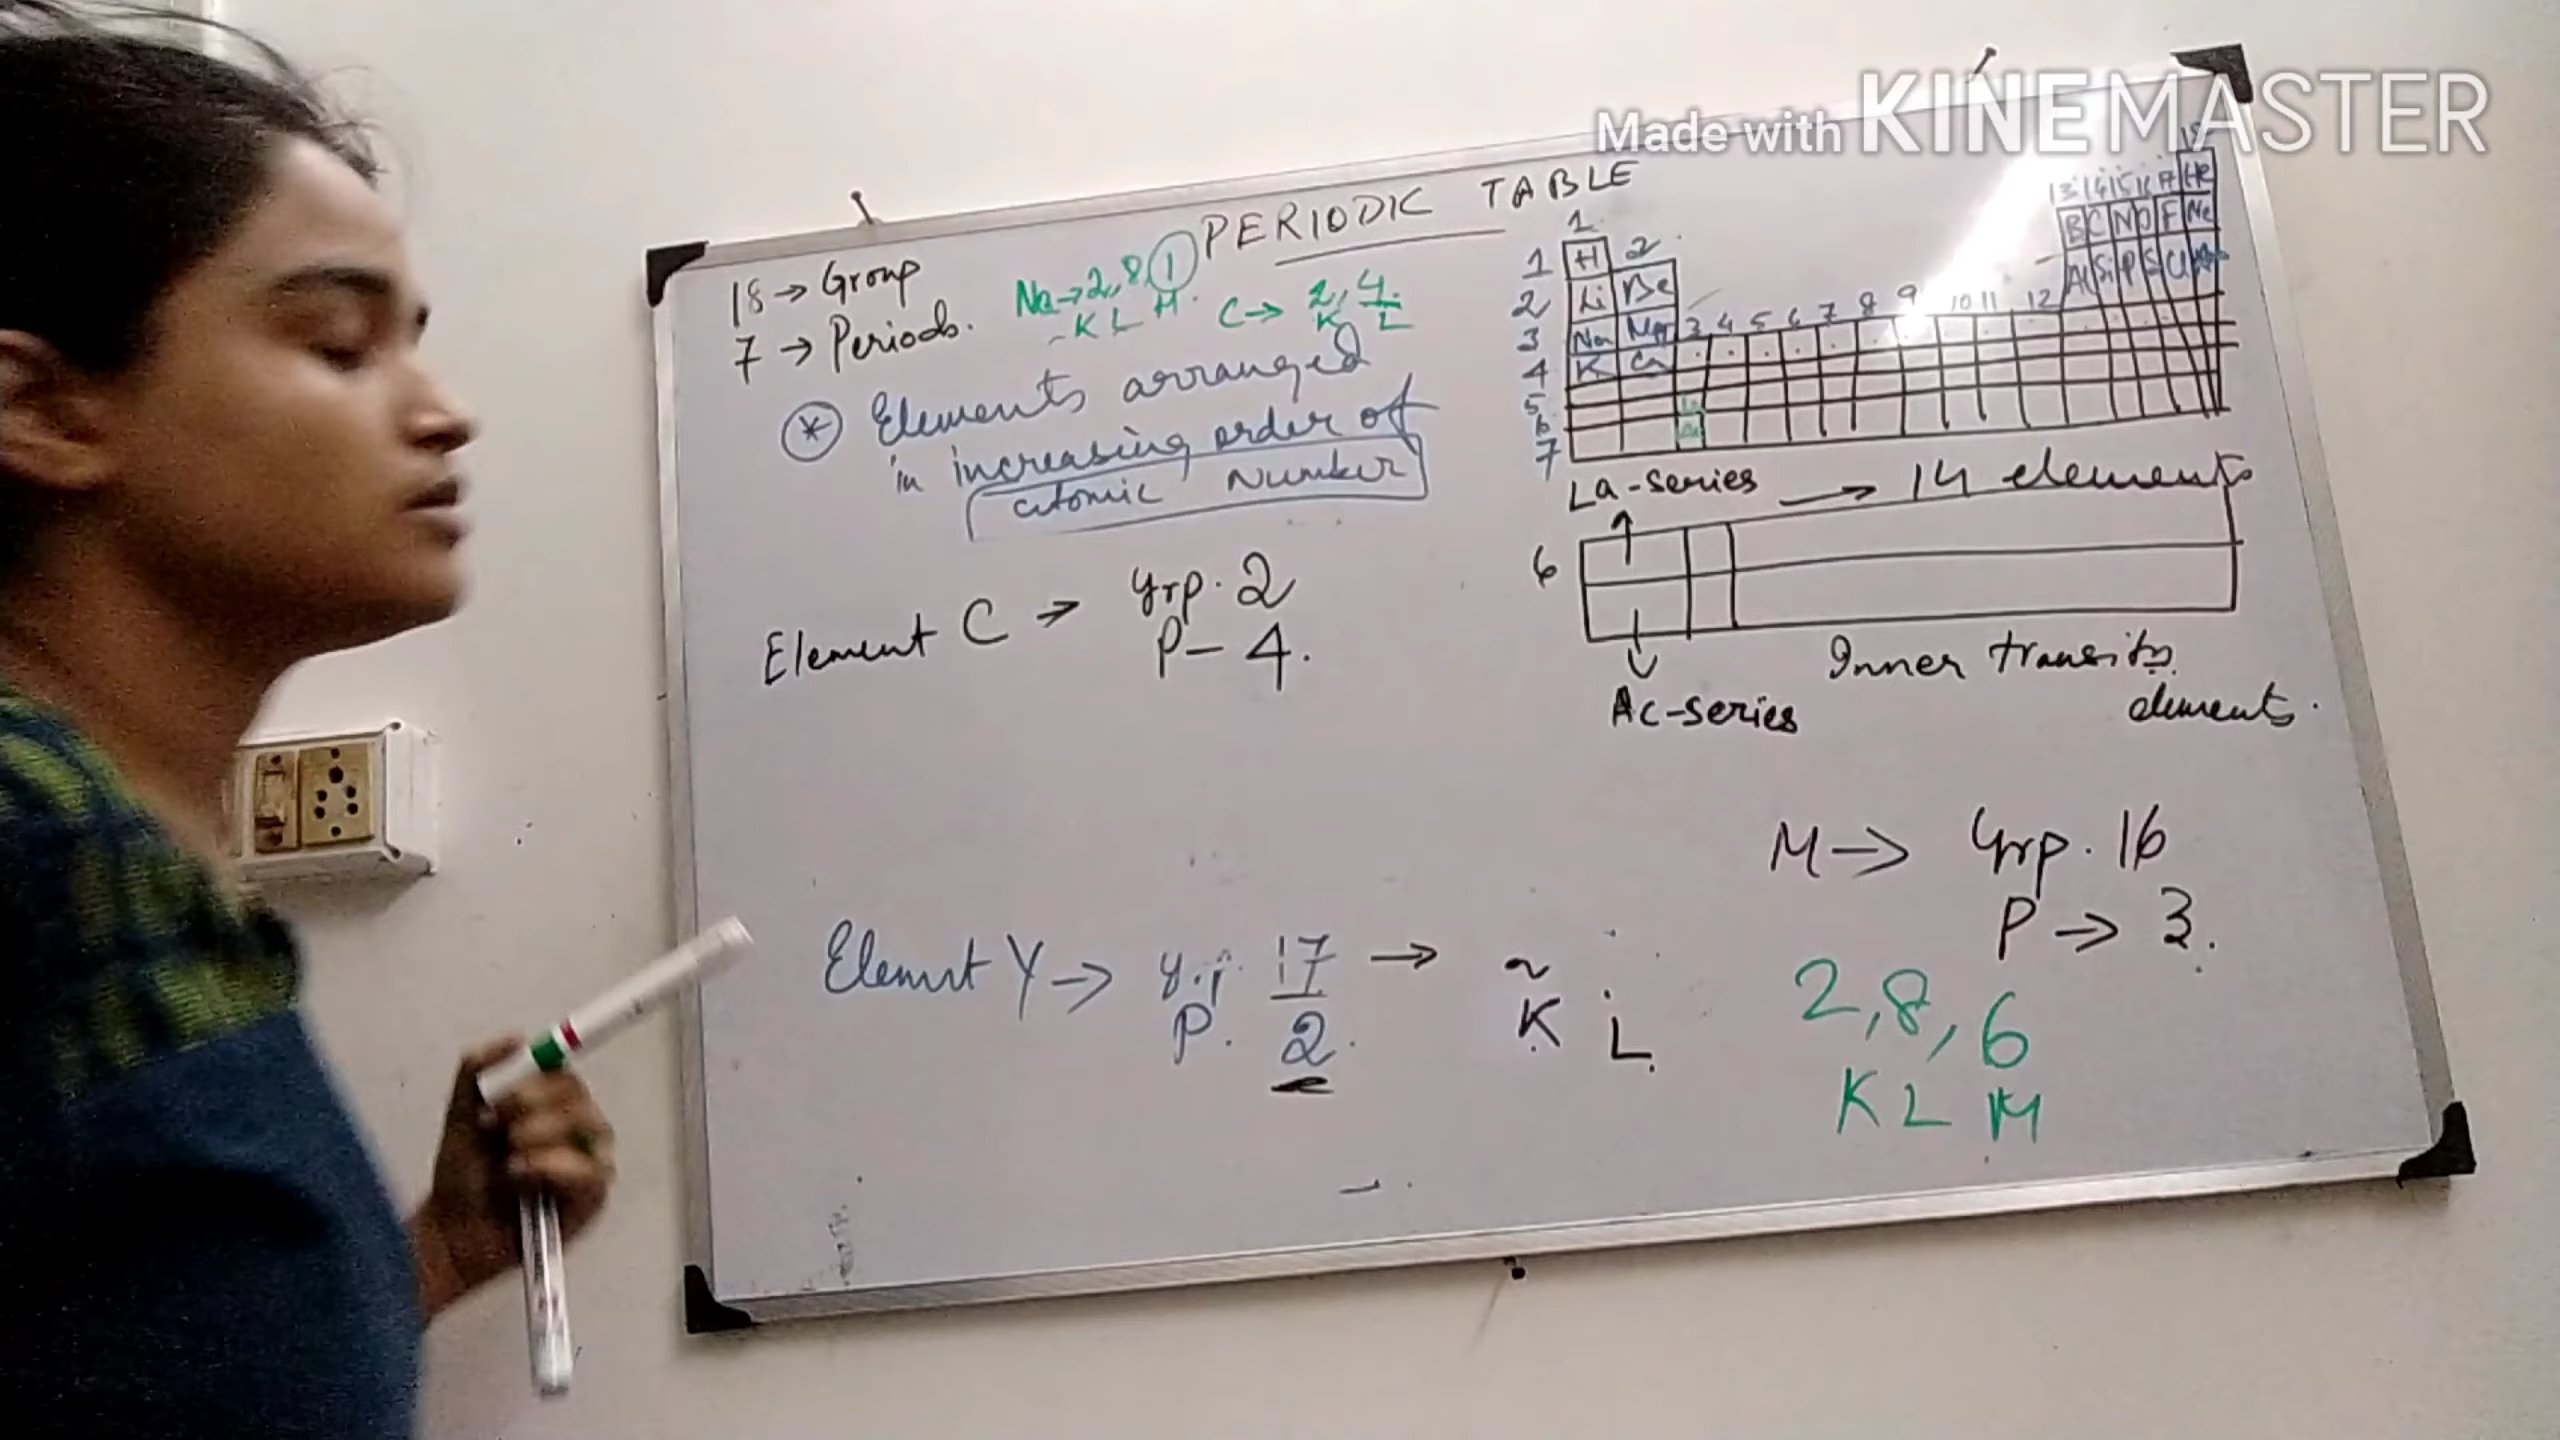 Made with KINEMASTER
PERIODIC TABLE
18 → Group
7 → Periods.
Na → 2, 8, 1
K L M
C → 2, 4
K L
* Elements arranged
in increasing order of
atomic Number
Element C → Grp. 2
P - 4.
Element Y → 17
P. 2.
K L
1
2
1 H
2 Li Be
3 Na
4 K Ca
5
6
7
3 4 5 6 7 8 9 10 11 12
13 14 15 16 17 18
He
B C N O F Ne
Al Si P S Cl
La-series → 14 elements
6
Ac-series
Inner transitn
elements.
M → Grp. 16
P → 3.
2, 8, 6
K L M